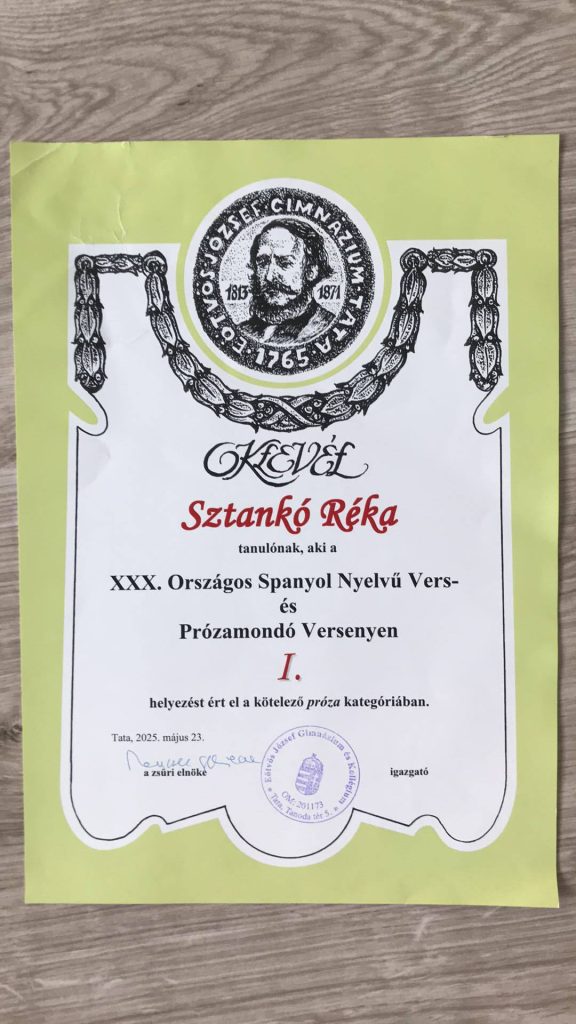 EÖTVÖS·JÓZSEF·GIMNÁZIUM·TATA
1813 1871
·1765·
OKLEVÉL
Sztankó Réka
tanulónak, aki a
XXX. Országos Spanyol Nyelvű Vers-
és
Prózamondó Versenyen
I.
helyezést ért el a kötelező próza kategóriában.
Tata, 2025. május 23.
a zsűri elnöke
igazgató
Eötvös József Gimnázium és Kollégium
OM: 201173
* Tata, Tanoda tér 5. *